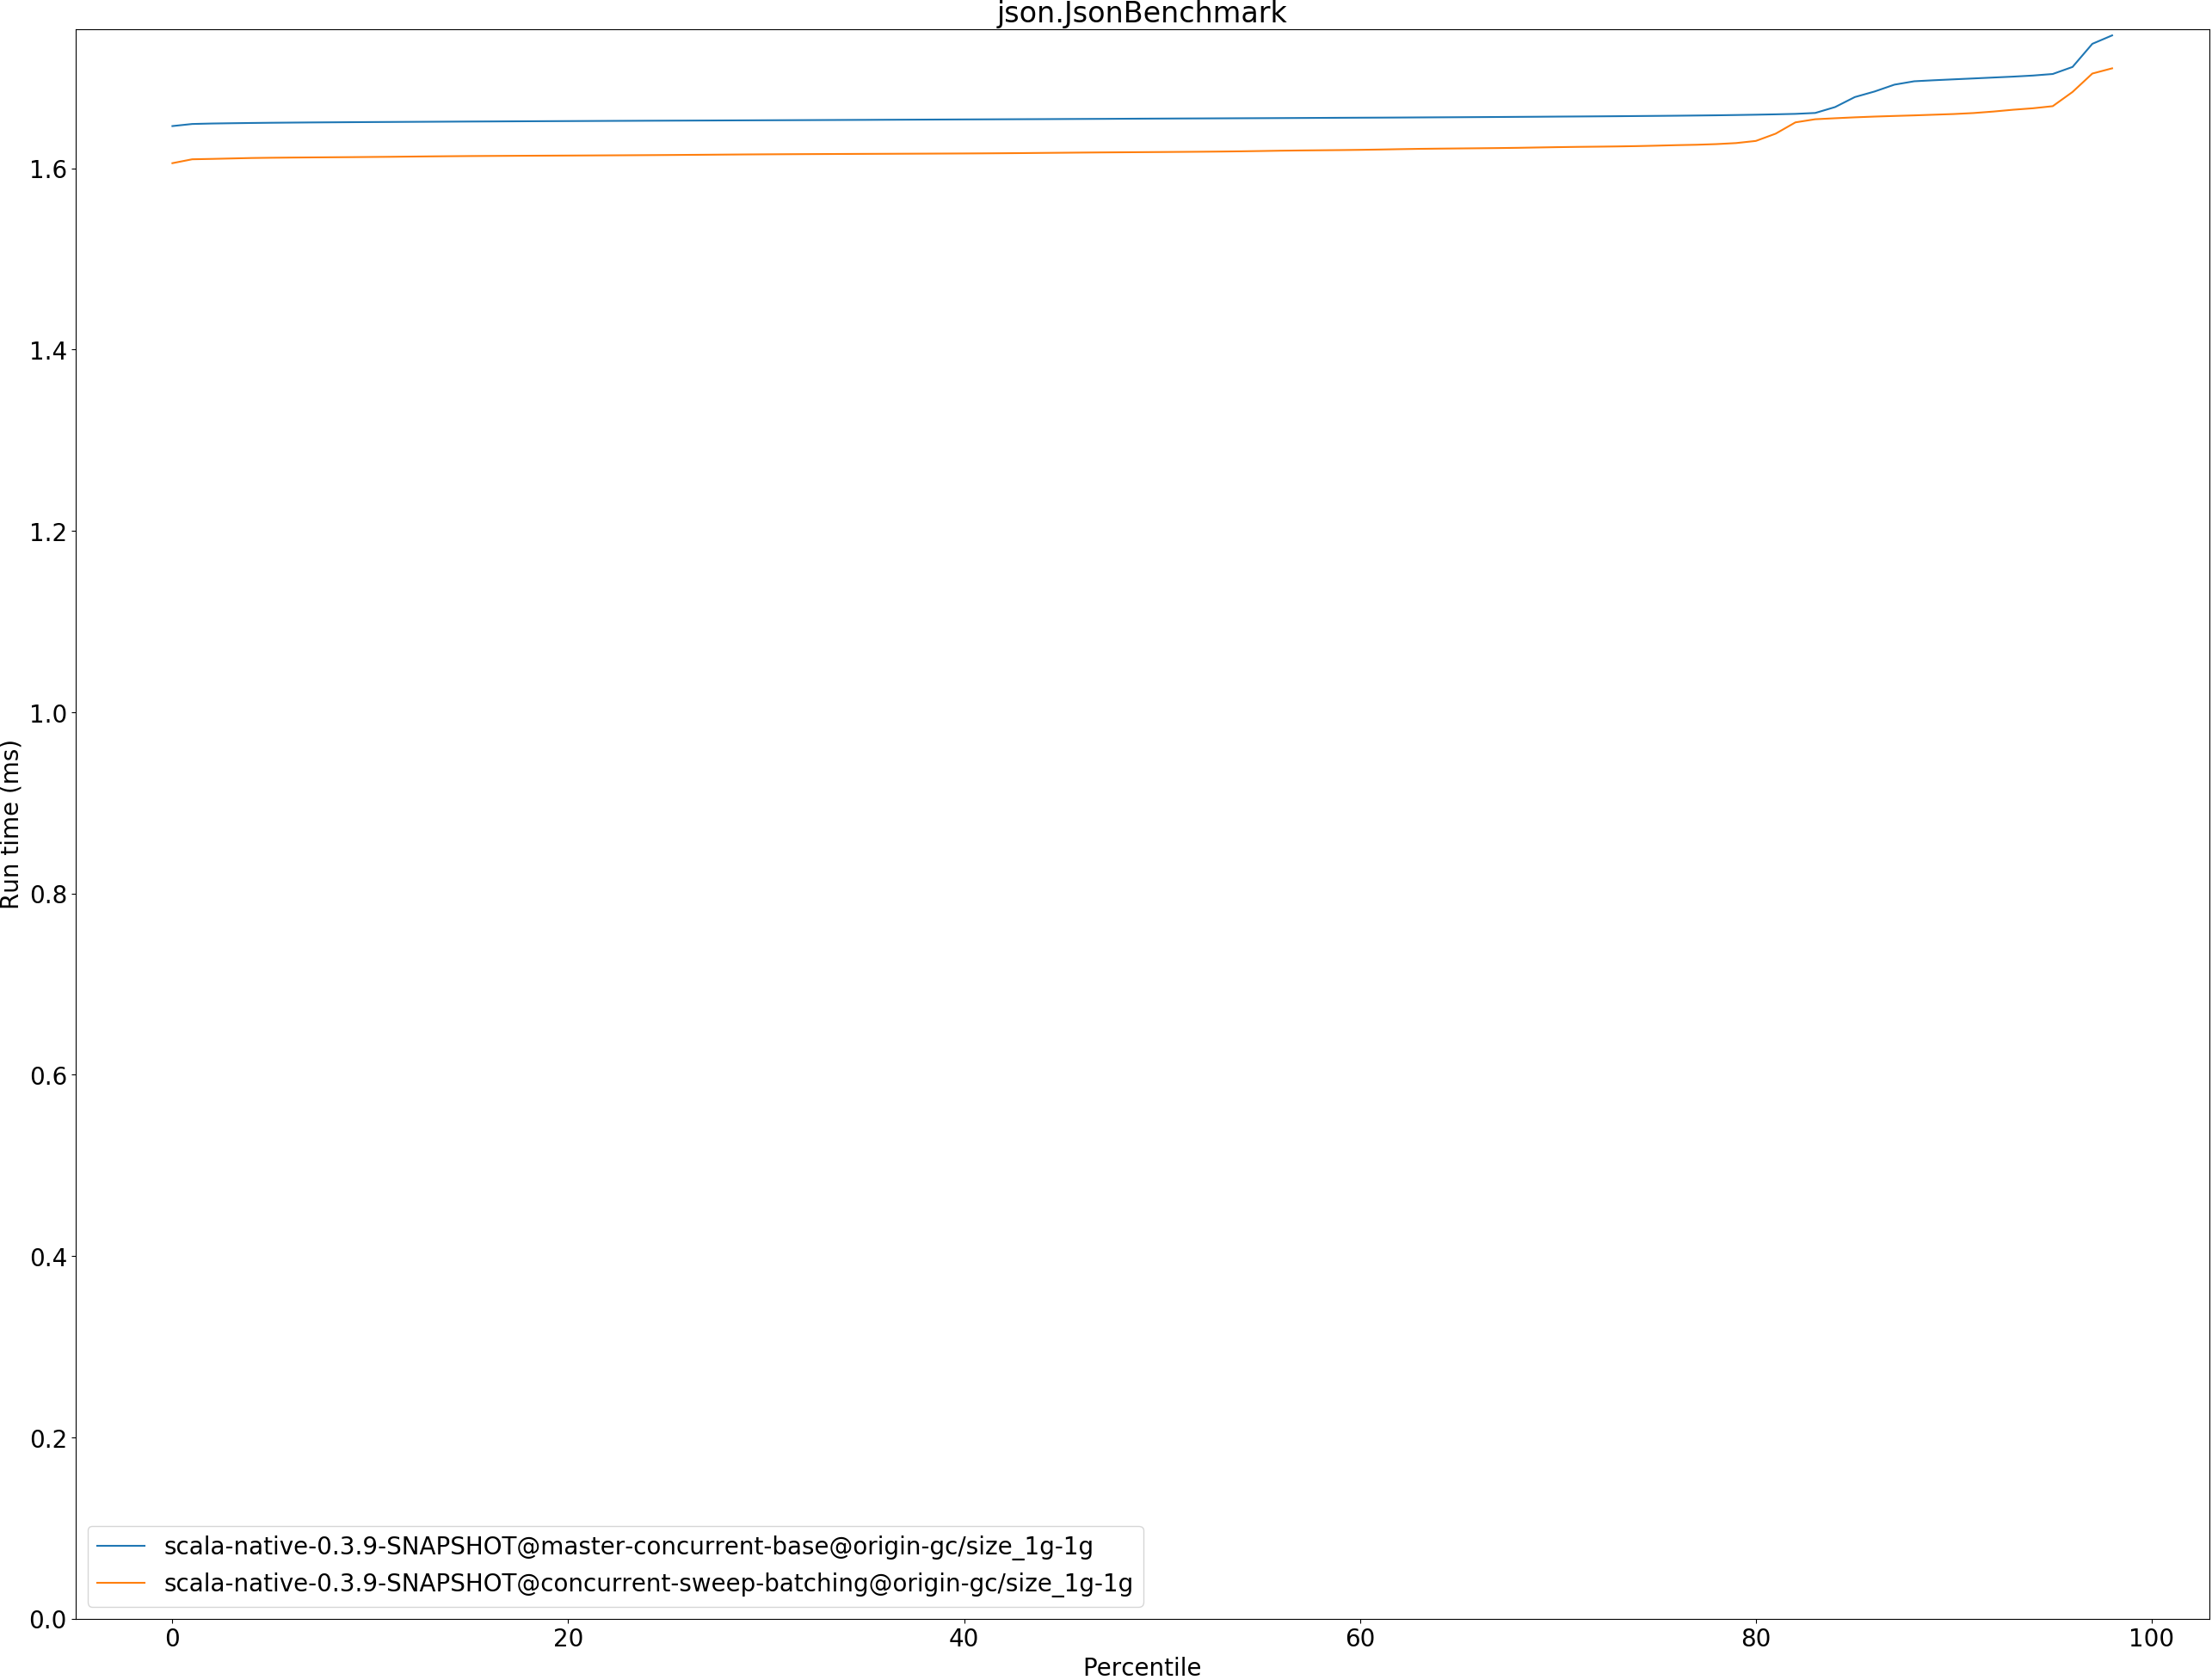 json.JsonBenchmark
Run time (ms)
1.6
1.4
1.2
1.0
0.8
0.6
0.4
0.2
0.0
scala-native-0.3.9-SNAPSHOT@master-concurrent-base@origin-gc/size_1g-1g
scala-native-0.3.9-SNAPSHOT@concurrent-sweep-batching@origin-gc/size_1g-1g
0 20 40 60 80 100
Percentile